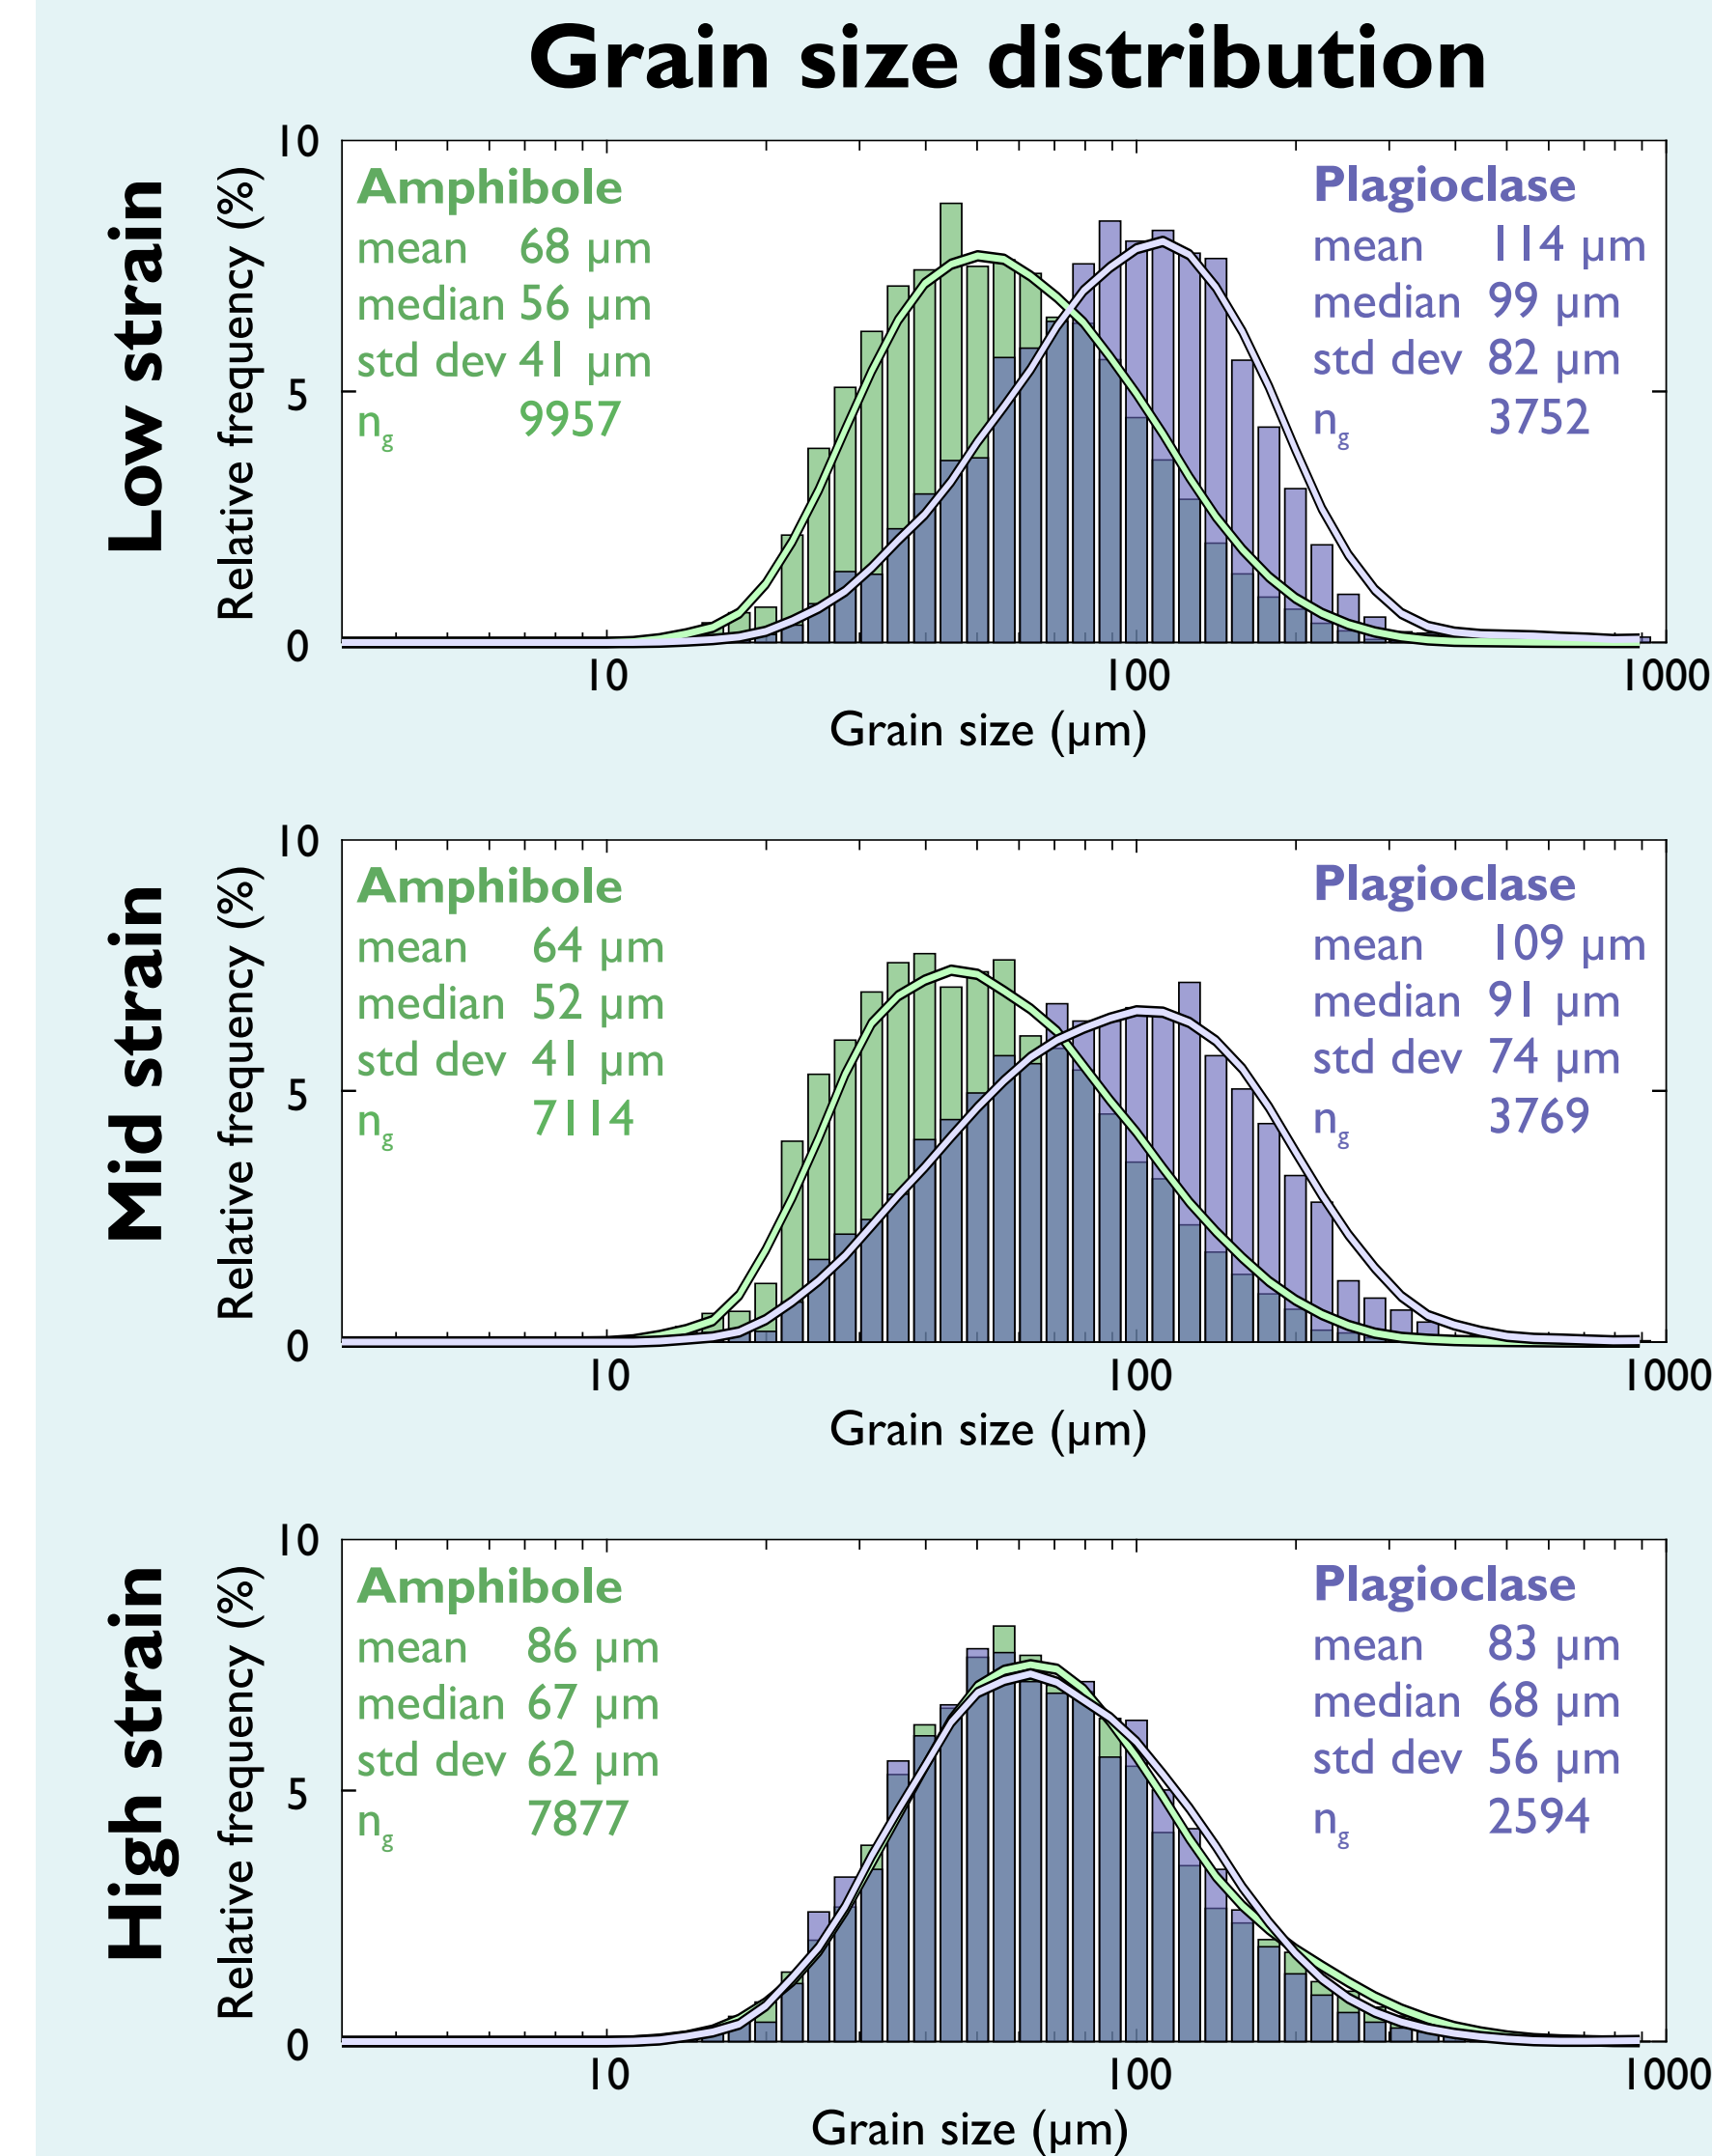 Grain size distribution
Low strain
Relative frequency (%)
10
5
0
Amphibole
mean 68 µm
median 56 µm
std dev 41 µm
ng 9957
Plagioclase
mean 114 µm
median 99 µm
std dev 82 µm
ng 3752
10 100 1000
Grain size (µm)
Mid strain
Relative frequency (%)
10
5
0
Amphibole
mean 64 µm
median 52 µm
std dev 41 µm
ng 7114
Plagioclase
mean 109 µm
median 91 µm
std dev 74 µm
ng 3769
10 100 1000
Grain size (µm)
High strain
Relative frequency (%)
10
5
0
Amphibole
mean 86 µm
median 67 µm
std dev 62 µm
ng 7877
Plagioclase
mean 83 µm
median 68 µm
std dev 56 µm
ng 2594
10 100 1000
Grain size (µm)